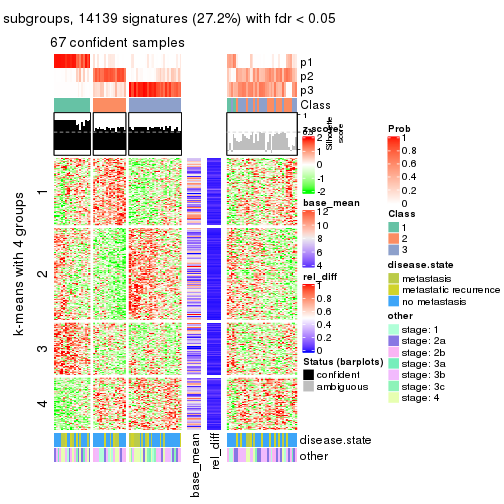 subgroups, 14139 signatures (27.2%) with fdr < 0.05
67 confident samples
p1
p2
p3
Class
1
0.5
Silhouette
score
k-means with 4 groups
1
2
3
4
base_mean
rel_diff
disease.state
other
z-score
2
1
0
-1
-2
base_mean
12
10
8
6
4
rel_diff
1
0.8
0.6
0.4
0.2
0
Status (barplots)
confident
ambiguous
Prob
1
0.8
0.6
0.4
0.2
0
Class
1
2
3
disease.state
metastasis
metastatic recurrence
no metastasis
other
stage: 1
stage: 2a
stage: 2b
stage: 3a
stage: 3b
stage: 3c
stage: 4